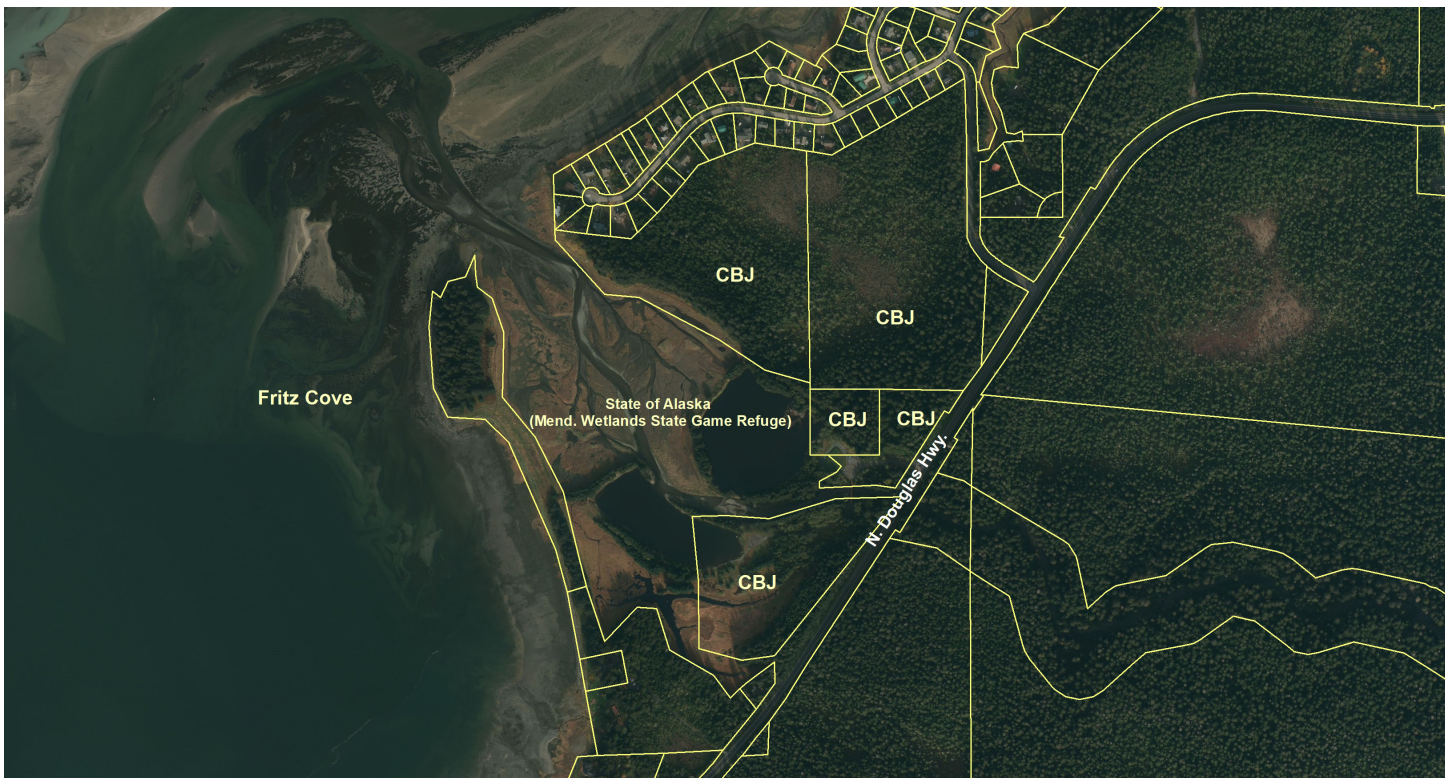 CBJ
CBJ
Fritz Cove
State of Alaska
(Mend. Wetlands State Game Refuge)
CBJ
CBJ
N. Douglas Hwy.
CBJ